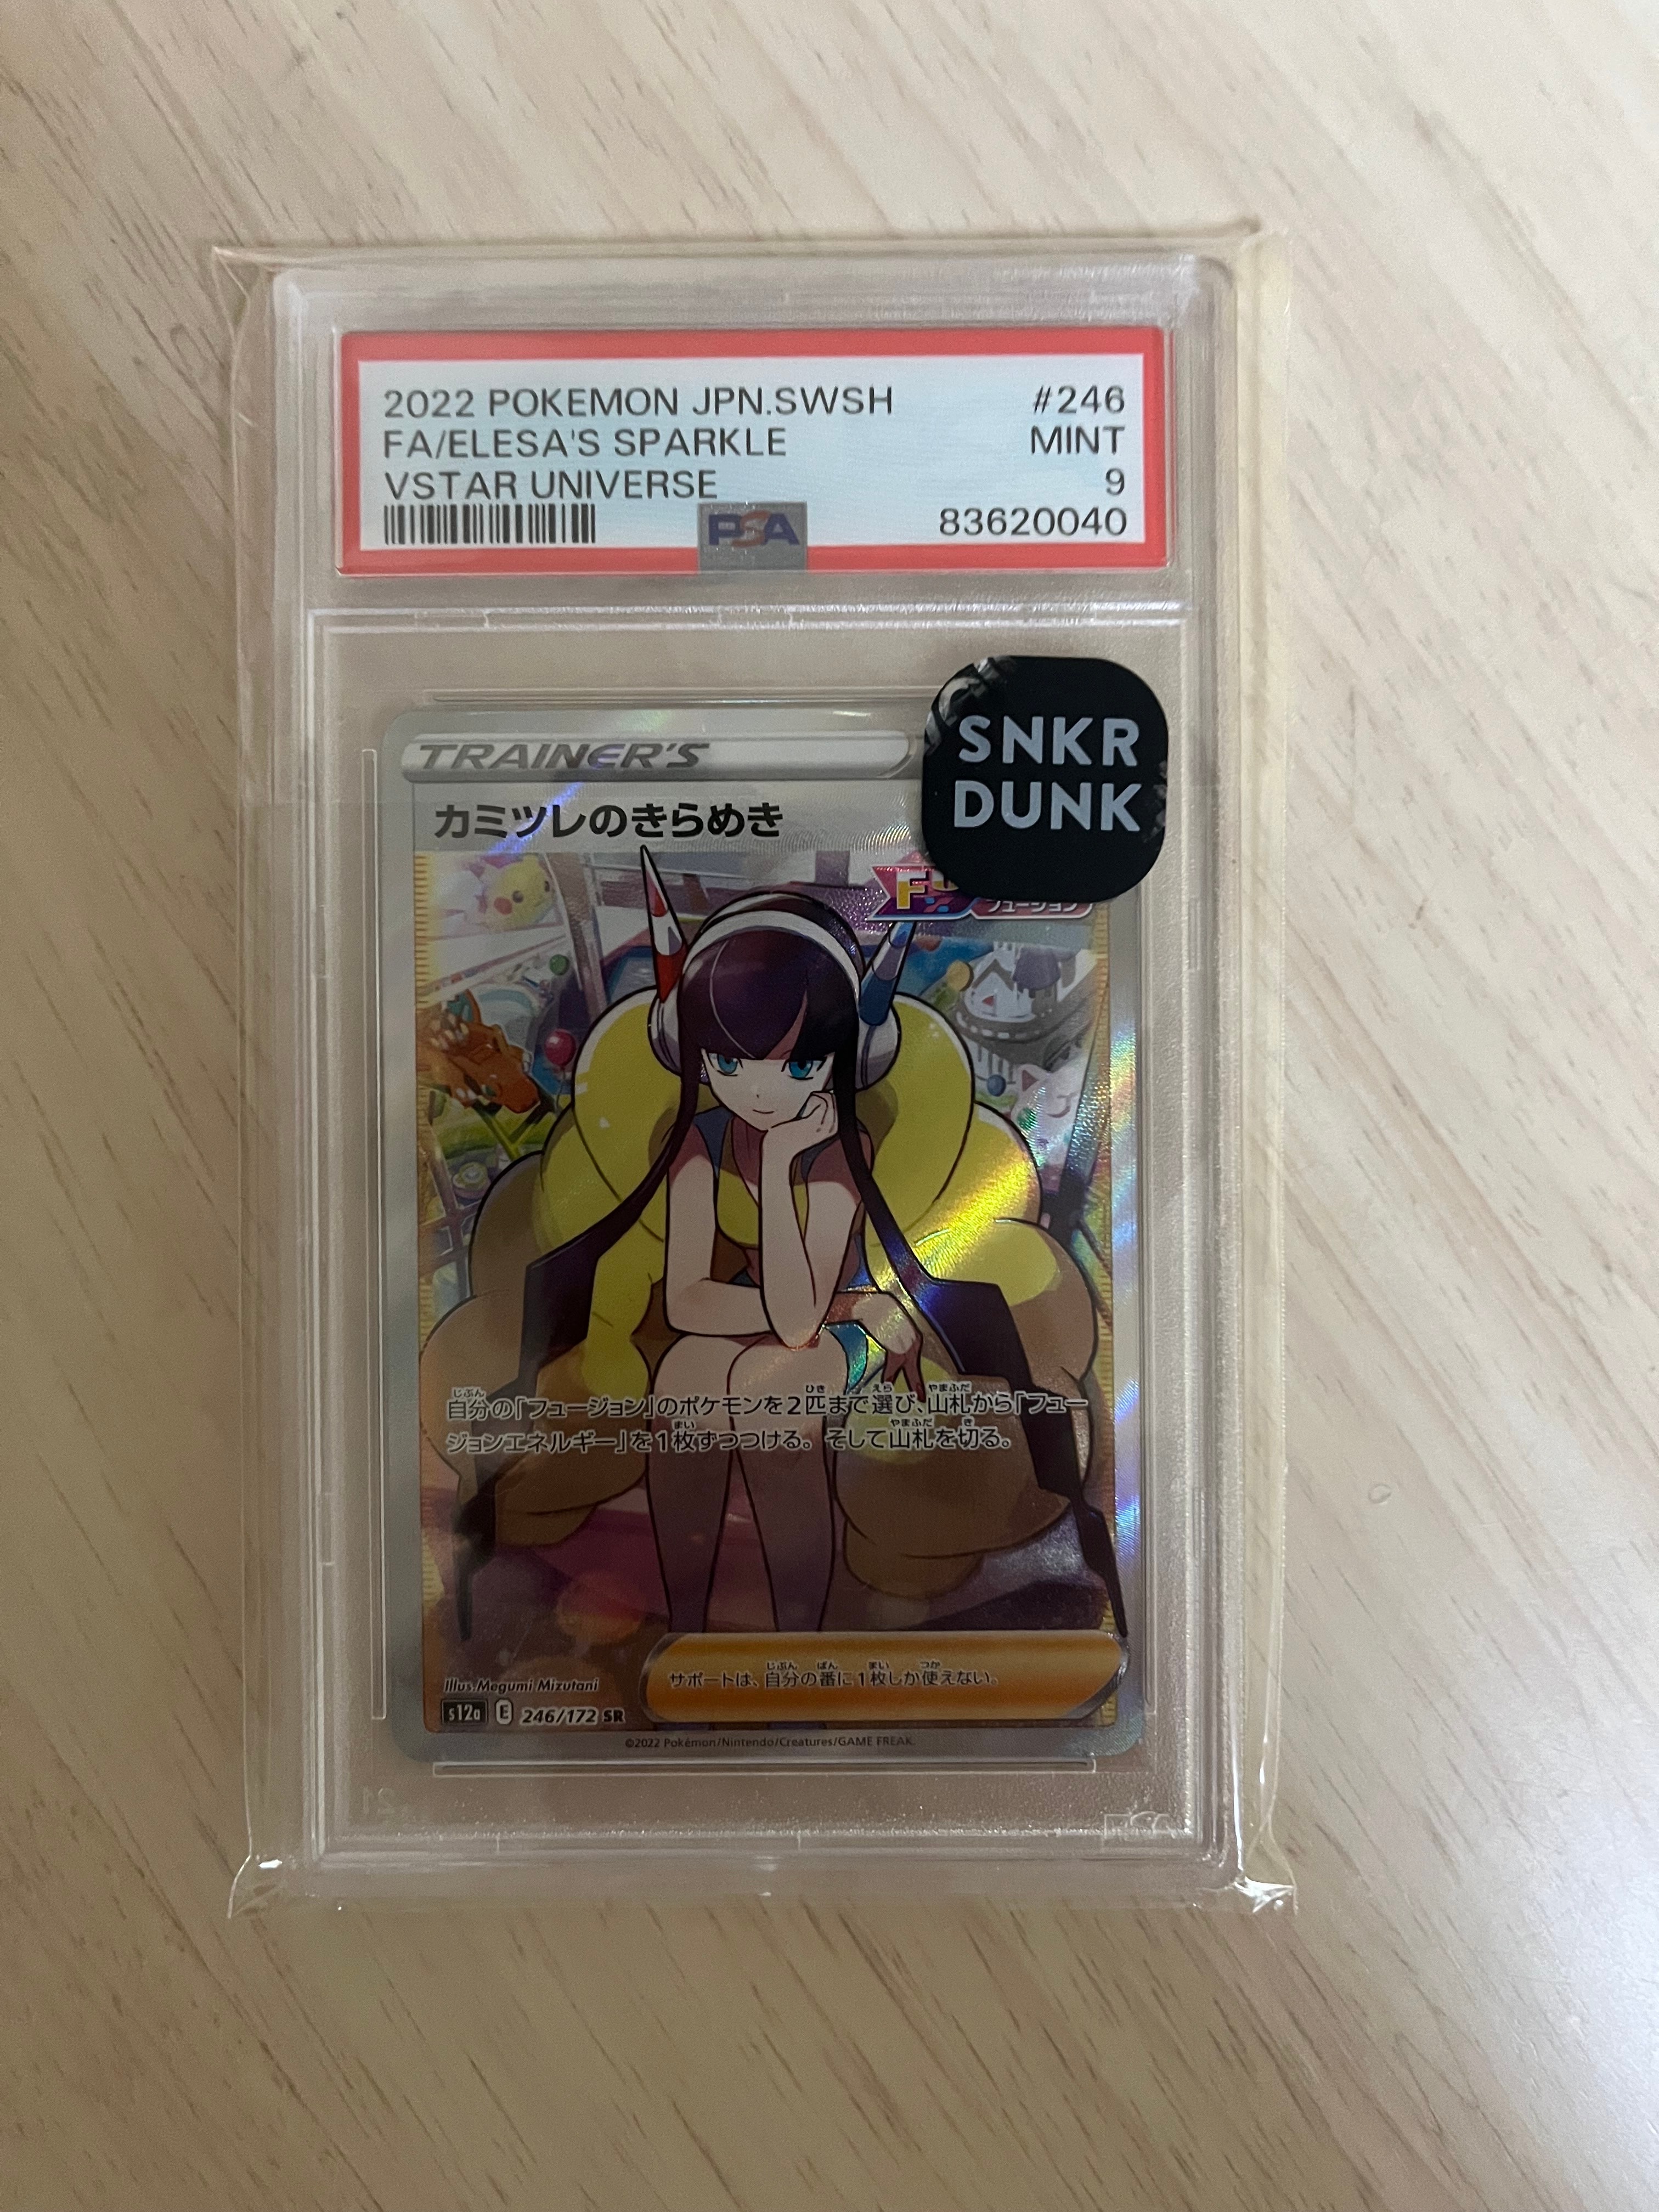 2022 POKEMON JPN.SWSH #246
FA/ELESA'S SPARKLE MINT
VSTAR UNIVERSE 9
83620040
PSA
SNKR
DUNK
TRAINER'S
カミツレのきらめき
フュージョン
自分の「フュージョン」のポケモンを2匹まで選び、山札から「フュー
ジョンエネルギー」を1枚ずつつける。そして山札を切る。
サポートは、自分の番に1枚しか使えない。
Illus. Megumi Mizutani
s12a E 246/172 SR
©2022 Pokémon/Nintendo/Creatures/GAME FREAK.